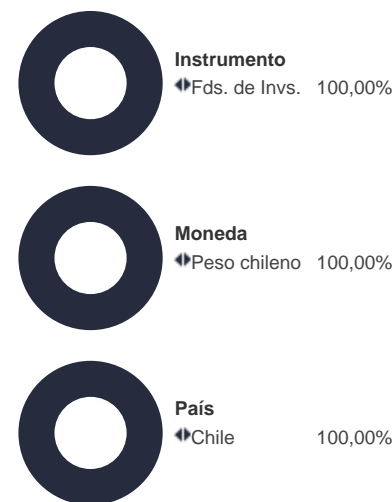 Instrumento
Fds. de Invs. 100,00%
Moneda
Peso chileno 100,00%
País
Chile 100,00%